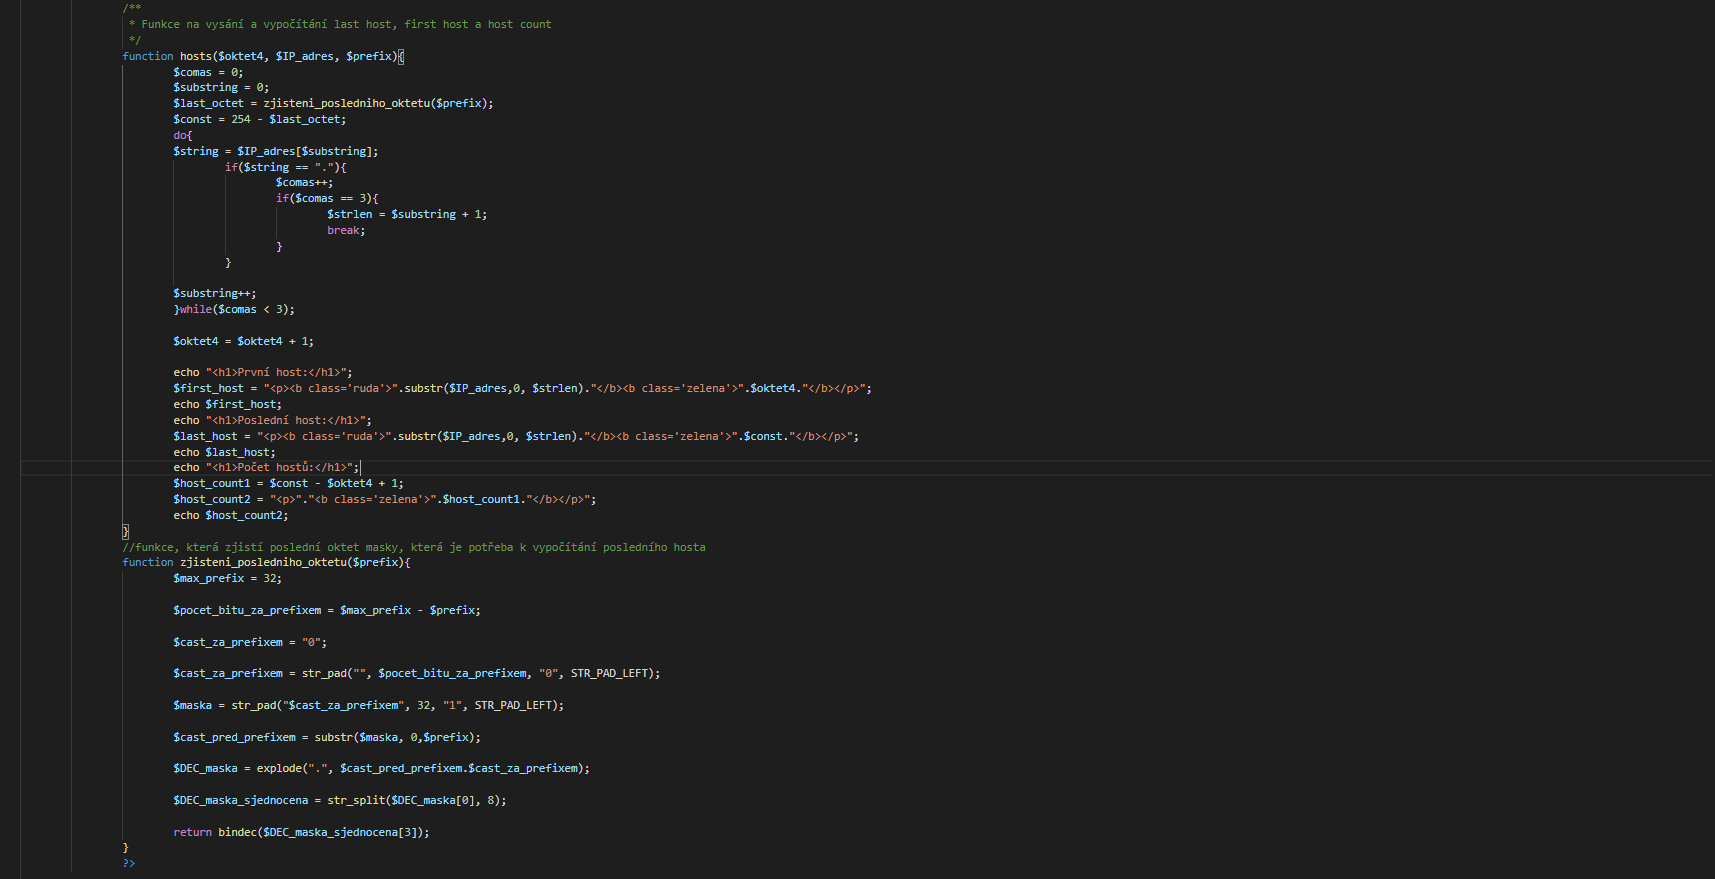 /**
* Funkce na vysání a vypočítání last host, first host a host count
*/
function hosts($oktet4, $IP_adres, $prefix){
$comas = 0;
$substring = 0;
$last_octet = zjisteni_posledniho_oktetu($prefix);
$const = 254 - $last_octet;
do{
$string = $IP_adres[$substring];
if($string == "."){
$comas++;
if($comas == 3){
$strlen = $substring + 1;
break;
}
}
$substring++;
}while($comas < 3);
$oktet4 = $oktet4 + 1;
echo "<h1>První host:</h1>";
$first_host = "<p><b class='ruda'>".substr($IP_adres,0, $strlen)."</b><b class='zelena'>".$oktet4."</b></p>";
echo $first_host;
echo "<h1>Poslední host:</h1>";
$last_host = "<p><b class='ruda'>".substr($IP_adres,0, $strlen)."</b><b class='zelena'>".$const."</b></p>";
echo $last_host;
echo "<h1>Počet hostů:</h1>";
$host_count1 = $const - $oktet4 + 1;
$host_count2 = "<p>"."<b class='zelena'>".$host_count1."</b></p>";
echo $host_count2;
}
//funkce, která zjistí poslední oktet masky, která je potřeba k vypočítání posledního hosta
function zjisteni_posledniho_oktetu($prefix){
$max_prefix = 32;
$pocet_bitu_za_prefixem = $max_prefix - $prefix;
$cast_za_prefixem = "0";
$cast_za_prefixem = str_pad("", $pocet_bitu_za_prefixem, "0", STR_PAD_LEFT);
$maska = str_pad("$cast_za_prefixem", 32, "1", STR_PAD_LEFT);
$cast_pred_prefixem = substr($maska, 0,$prefix);
$DEC_maska = explode(".", $cast_pred_prefixem.$cast_za_prefixem);
$DEC_maska_sjednocena = str_split($DEC_maska[0], 8);
return bindec($DEC_maska_sjednocena[3]);
}
?>